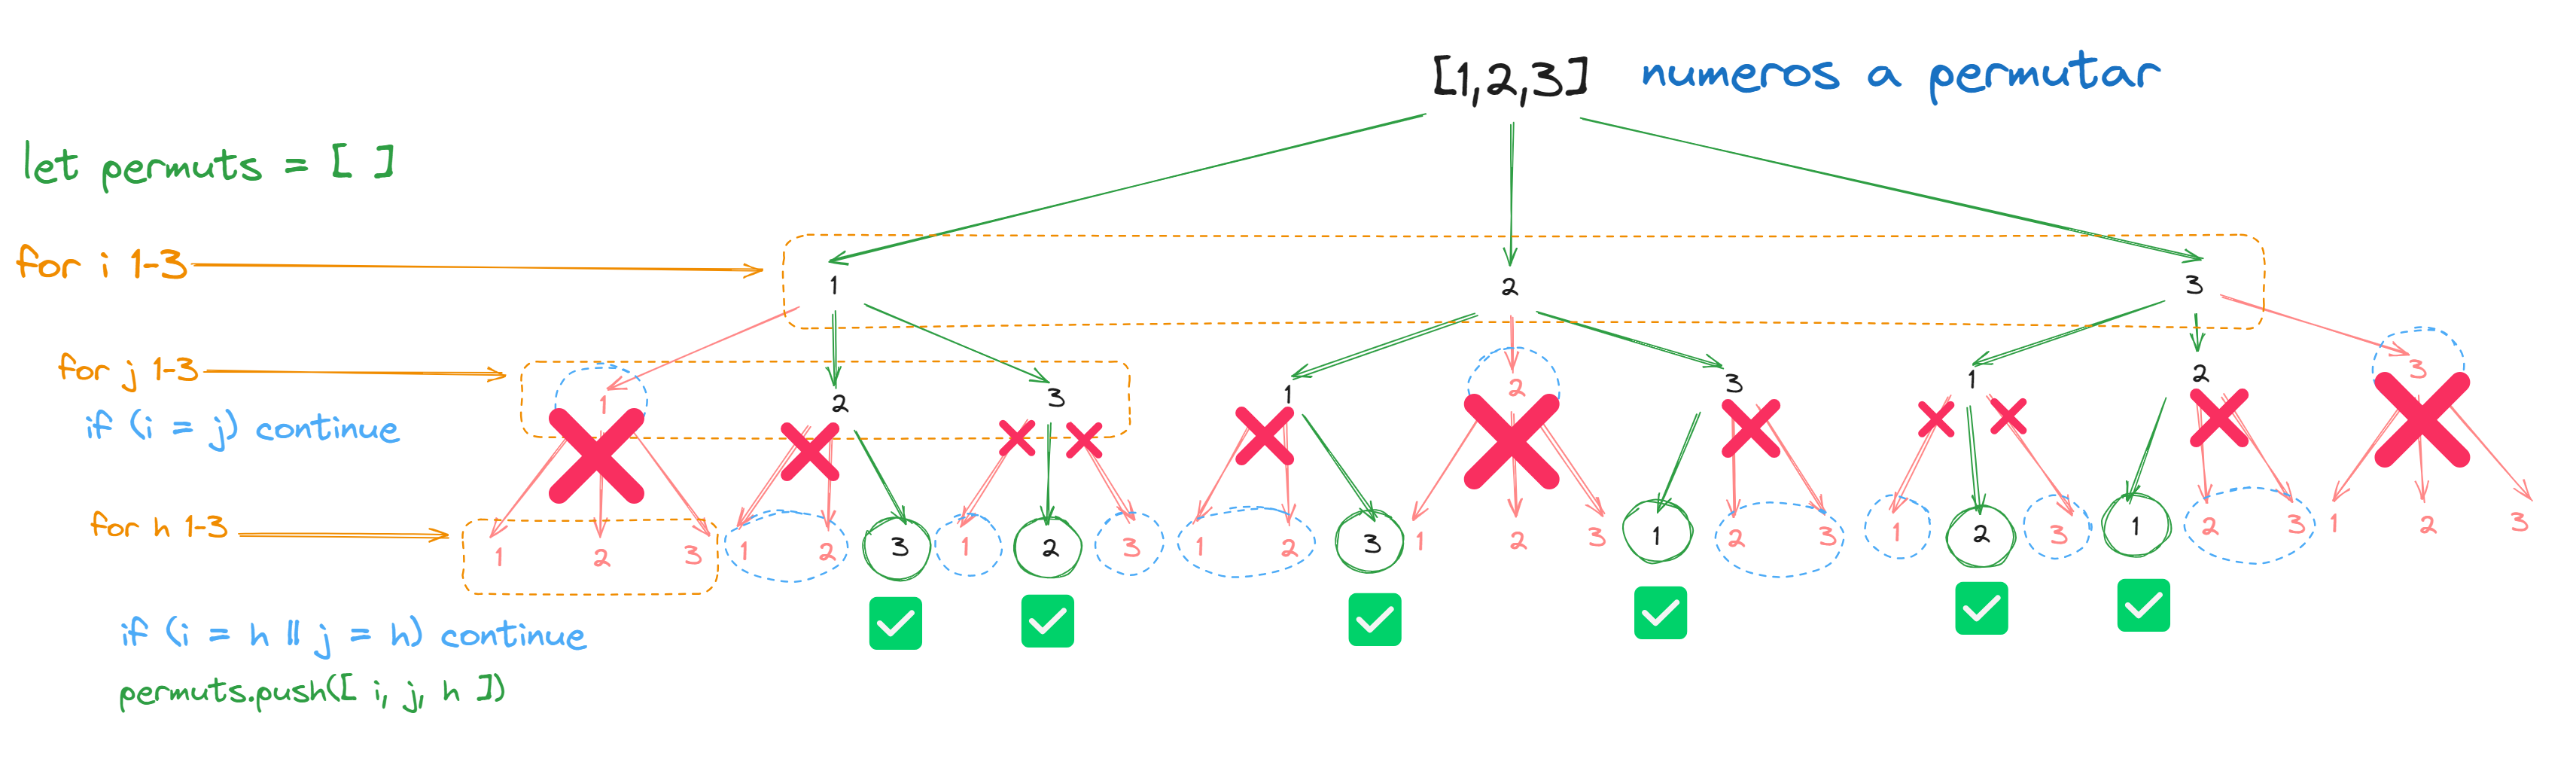 [1,2,3] numeros a permutar
let permuts = [ ]
for i 1-3
1 2 3
for j 1-3
1 2 3 1 2 3 1 2 3
if (i = j) continue
for h 1-3
1 2 3 1 2 3 1 2 3 1 2 3 1 2 3 1 2 3 1 2 3 1 2 3 1 2 3
if (i = h || j = h) continue
permuts.push([ i, j, h ])